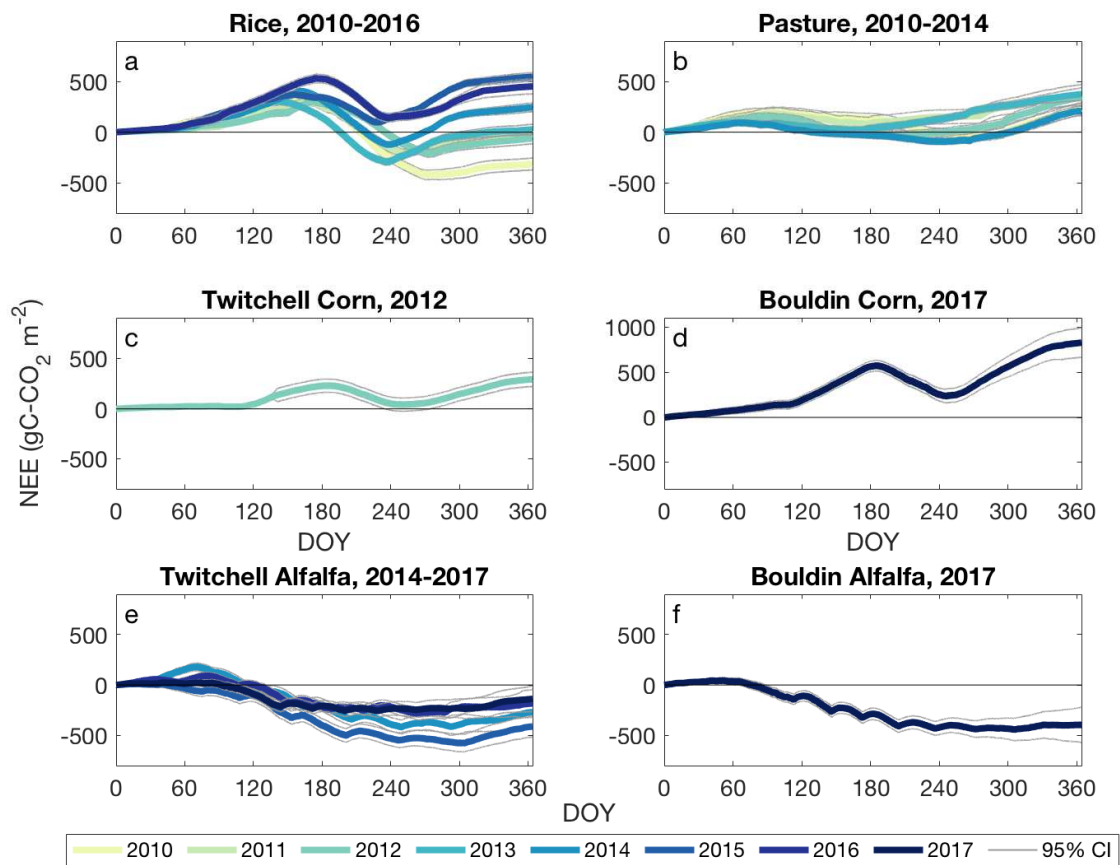 Rice, 2010-2016
a
500
0
-500
0 60 120 180 240 300 360
Pasture, 2010-2014
b
500
0
-500
0 60 120 180 240 300 360
NEE (gC-CO2 m-2)
Twitchell Corn, 2012
c
500
0
-500
0 60 120 180 240 300 360
DOY
Bouldin Corn, 2017
d
1000
500
0
-500
0 60 120 180 240 300 360
DOY
Twitchell Alfalfa, 2014-2017
e
500
0
-500
0 60 120 180 240 300 360
Bouldin Alfalfa, 2017
f
500
0
-500
0 60 120 180 240 300 360
DOY
2010 2011 2012 2013 2014 2015 2016 2017 95% CI